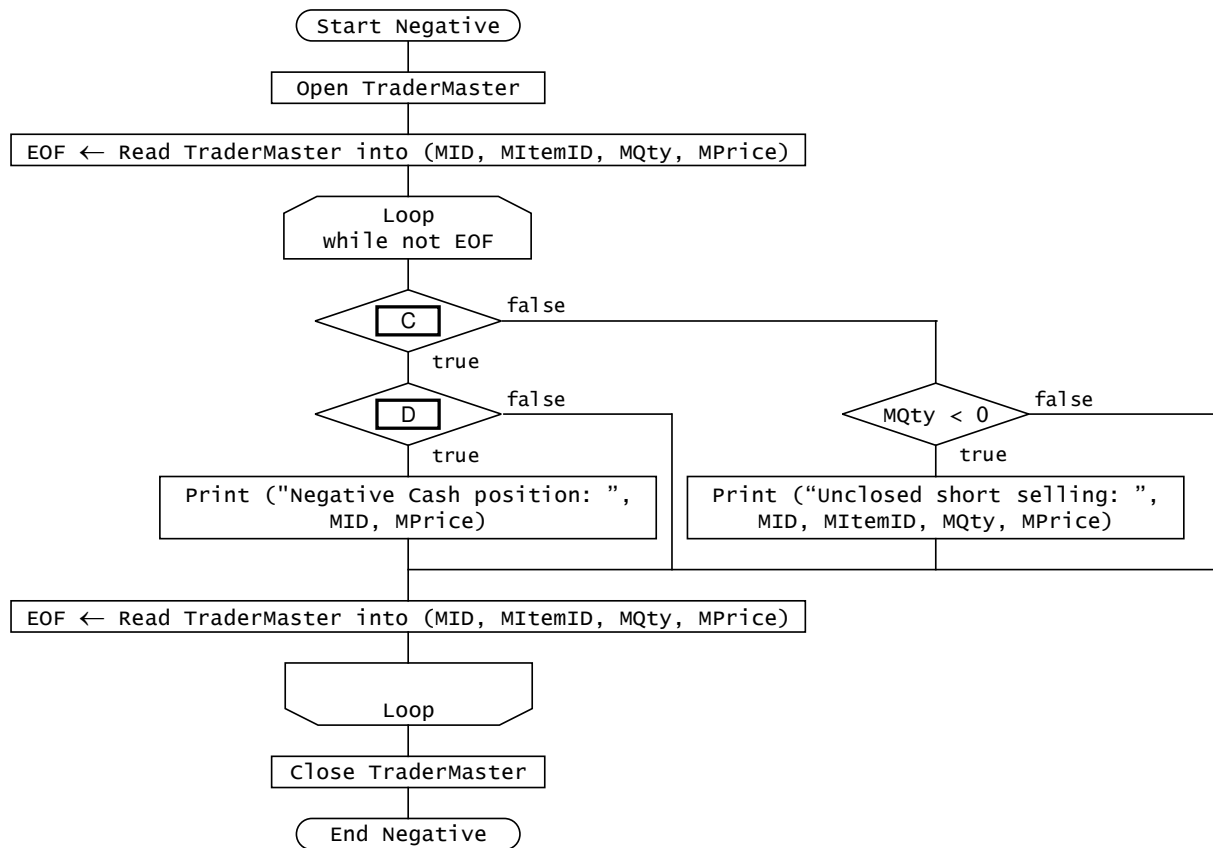 Start Negative
Open TraderMaster
EOF ← Read TraderMaster into (MID, MItemID, MQty, MPrice)
Loop
while not EOF
C
false
true
D
false
true
MQty < 0
false
true
Print ("Negative Cash position: ”,
MID, MPrice)
Print (“Unclosed short selling: ”,
MID, MItemID, MQty, MPrice)
EOF ← Read TraderMaster into (MID, MItemID, MQty, MPrice)
Loop
Close TraderMaster
End Negative